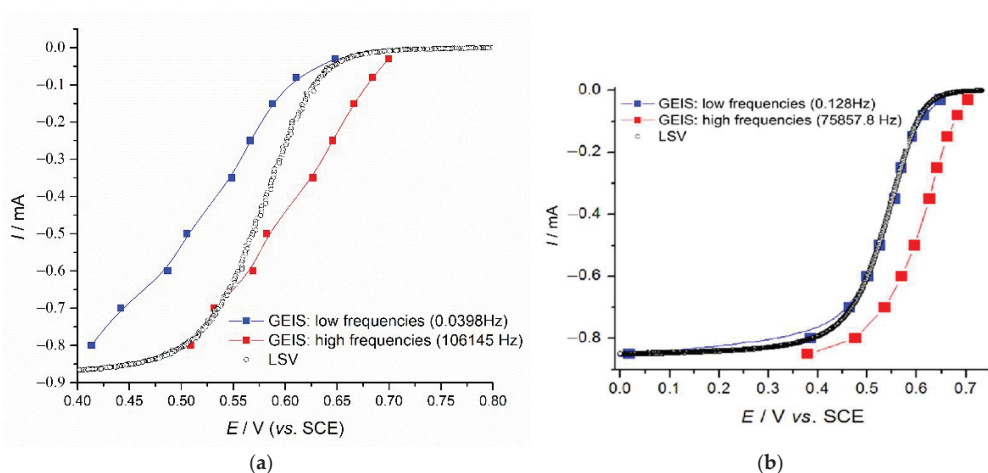 0.0
−0.1
−0.2
−0.3
−0.4
−0.5
−0.6
−0.7
−0.8
−0.9
I / mA
GEIS: low frequencies (0.0398Hz)
GEIS: high frequencies (106145 Hz)
LSV
0.40 0.45 0.50 0.55 0.60 0.65 0.70 0.75 0.80
E / V (vs. SCE)
(a)
0.0
−0.2
−0.4
−0.6
−0.8
I / mA
GEIS: low frequencies (0.128Hz)
GEIS: high frequencies (75857.8 Hz)
LSV
0.0 0.1 0.2 0.3 0.4 0.5 0.6 0.7
E / V vs. SCE
(b)